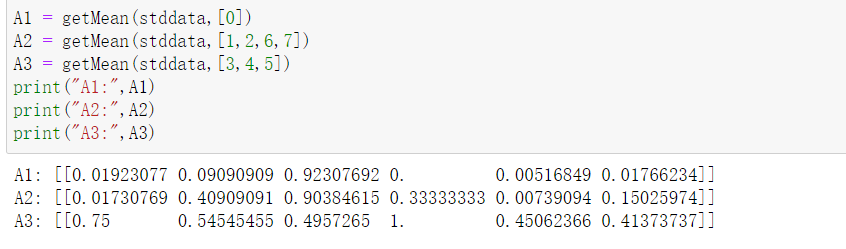 A1 = getMean(stddata,[0])
A2 = getMean(stddata,[1,2,6,7])
A3 = getMean(stddata,[3,4,5])
print("A1:",A1)
print("A2:",A2)
print("A3:",A3)
A1: [[0.01923077 0.09090909 0.92307692 0. 0.00516849 0.01766234]]
A2: [[0.01730769 0.40909091 0.90384615 0.33333333 0.00739094 0.15025974]]
A3: [[0.75 0.54545455 0.4957265 1. 0.45062366 0.41373737]]